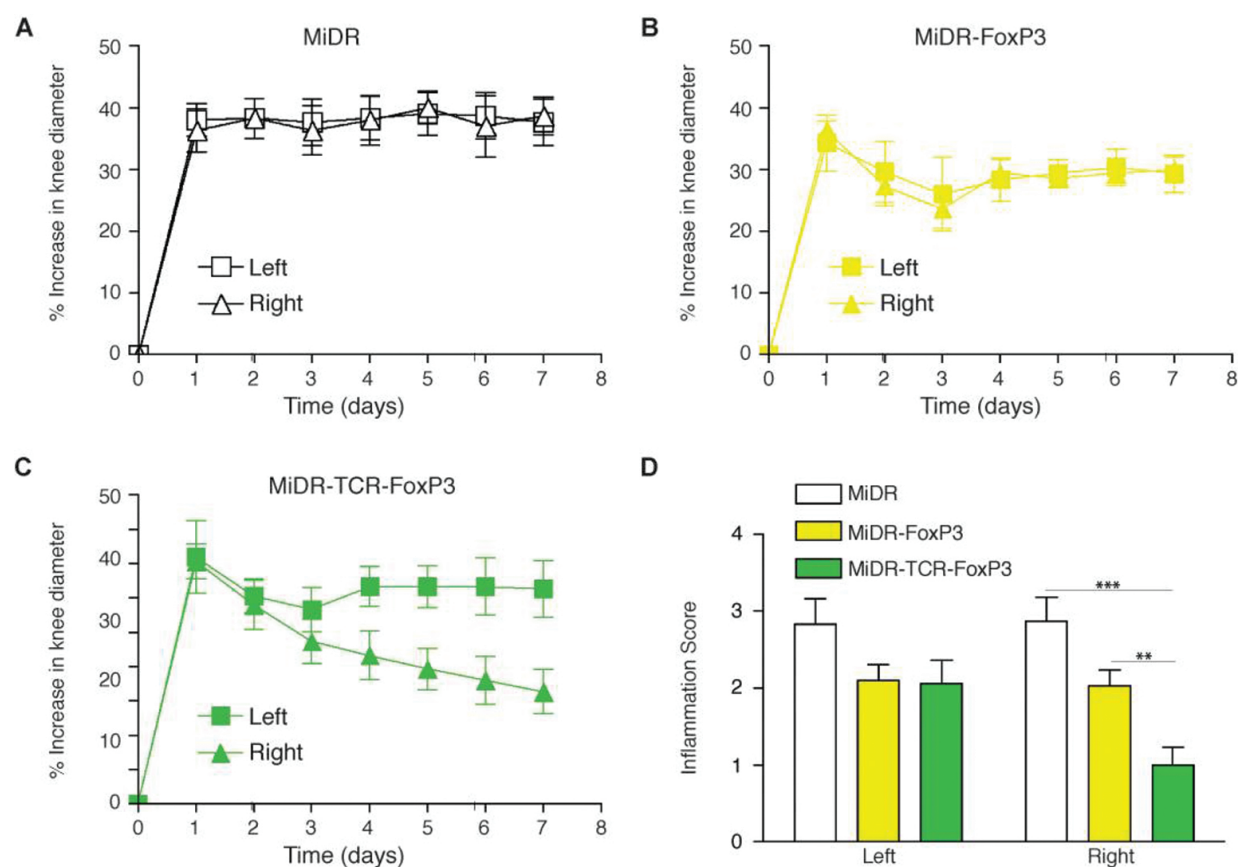 A
MiDR
% Increase in knee diameter
50
40
30
20
10
0
Left
Right
0 1 2 3 4 5 6 7 8
Time (days)
B
MiDR-FoxP3
% Increase in knee diameter
50
40
30
20
10
0
Left
Right
0 1 2 3 4 5 6 7 8
Time (days)
C
MiDR-TCR-FoxP3
% Increase in knee diameter
50
40
30
20
10
0
Left
Right
0 1 2 3 4 5 6 7 8
Time (days)
D
MiDR
MiDR-FoxP3
MiDR-TCR-FoxP3
Inflammation Score
4
3
2
1
0
***
**
Left Right